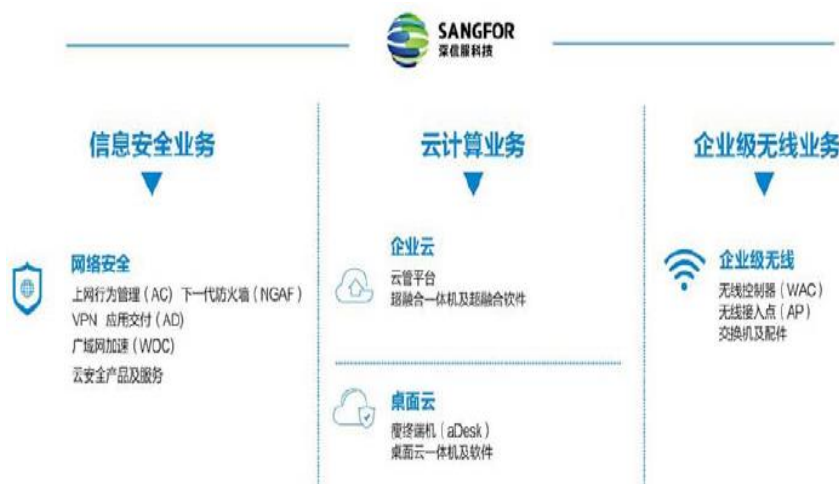 SANGFOR
深信服科技
信息安全业务
网络安全
上网行为管理（AC） 下一代防火墙（NGAF）
VPN 应用交付（AD）
广域网加速（WOC）
云安全产品及服务
云计算业务
企业云
云管平台
超融合一体机及超融合软件
桌面云
瘦终端机（aDesk）
桌面云一体机及软件
企业级无线业务
企业级无线
无线控制器（WAC）
无线接入点（AP）
交换机及配件